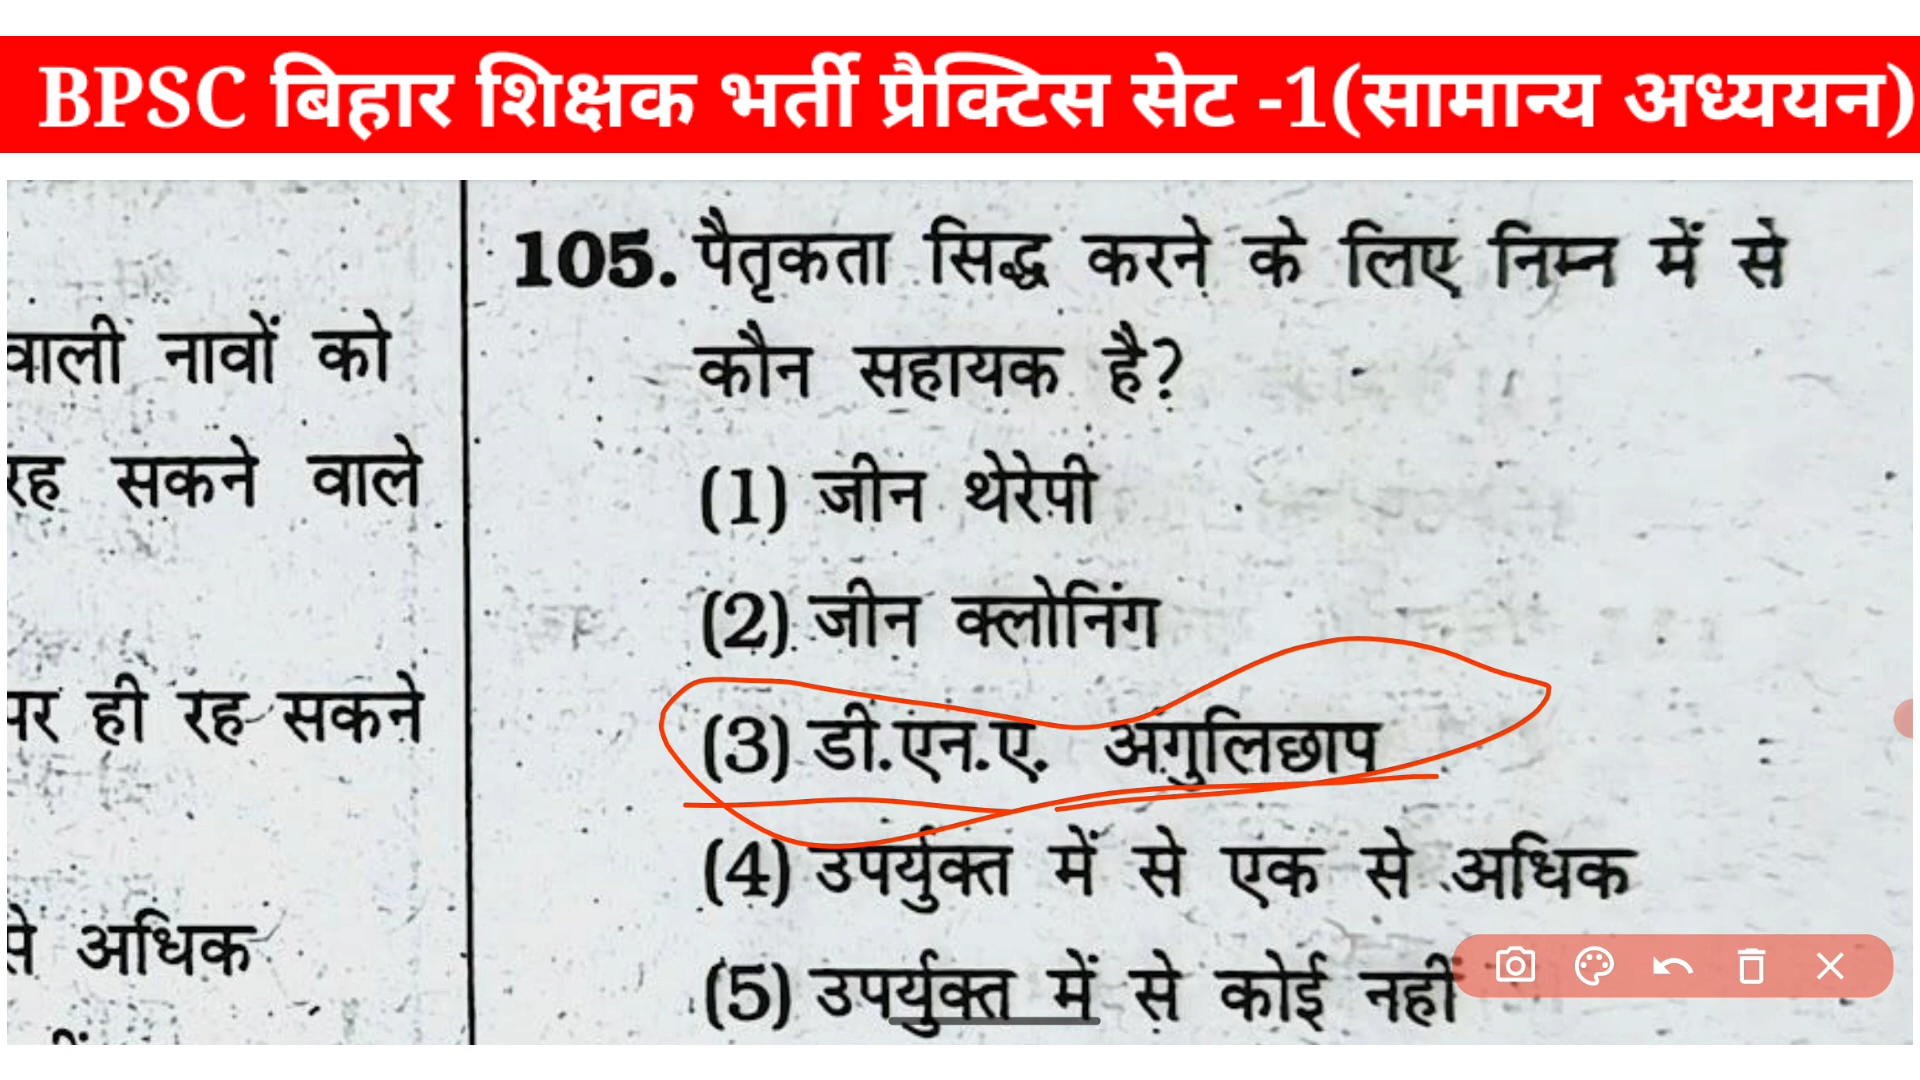 BPSC बिहार शिक्षक भर्ती प्रैक्टिस सेट -1(सामान्य अध्ययन)
वाली नावों को
रह सकने वाले
पर ही रह सकने
से अधिक
105. पैतृकता सिद्ध करने के लिए निम्न में से
कौन सहायक है?
(1) जीन थेरेपी
(2) जीन क्लोनिंग
(3) डी.एन.ए. अंगुलिछाप
(4) उपर्युक्त में से एक से अधिक
(5) उपर्युक्त में से कोई नहीं